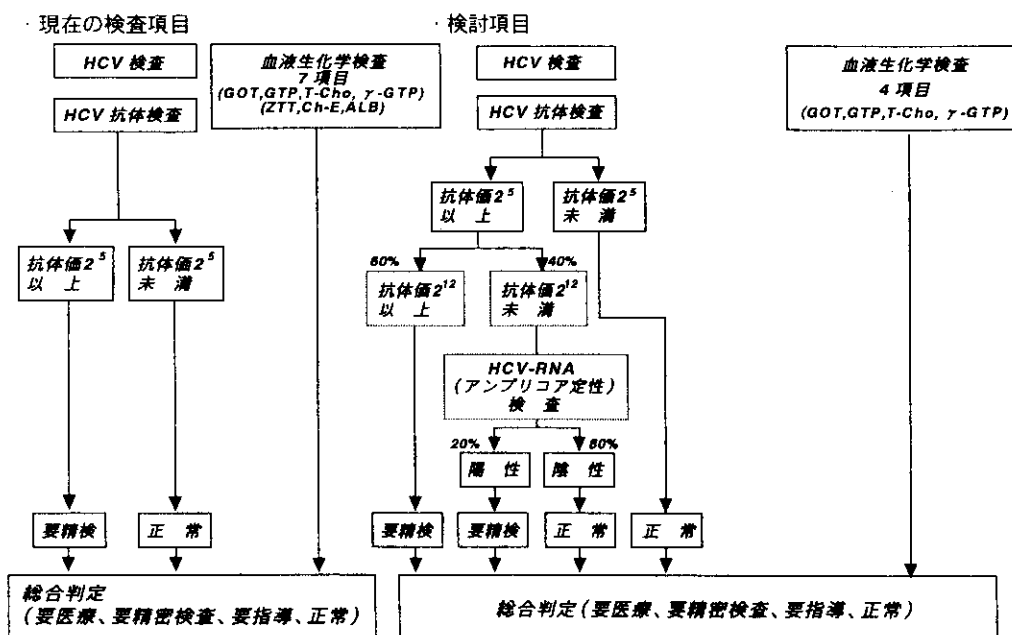 ・現在の検査項目
HCV 検査
HCV 抗体検査
血液生化学検査
7 項目
(GOT,GTP,T-Cho, γ-GTP)
(ZTT,Ch-E,ALB)
抗体価2⁵
以 上
抗体価2⁵
未 満
要精検
正 常
総合判定
(要医療、要精密検査、要指導、正常)
・検討項目
HCV 検査
HCV 抗体検査
血液生化学検査
4 項目
(GOT,GTP,T-Cho, γ-GTP)
抗体価2⁵
以 上
抗体価2⁵
未 満
60%
40%
抗体価2¹²
以 上
抗体価2¹²
未 満
HCV-RNA
(アンプリコア定性)
検 査
20%
80%
陽 性
陰 性
要精検
要精検
正 常
正 常
総合判定(要医療、要精密検査、要指導、正常)